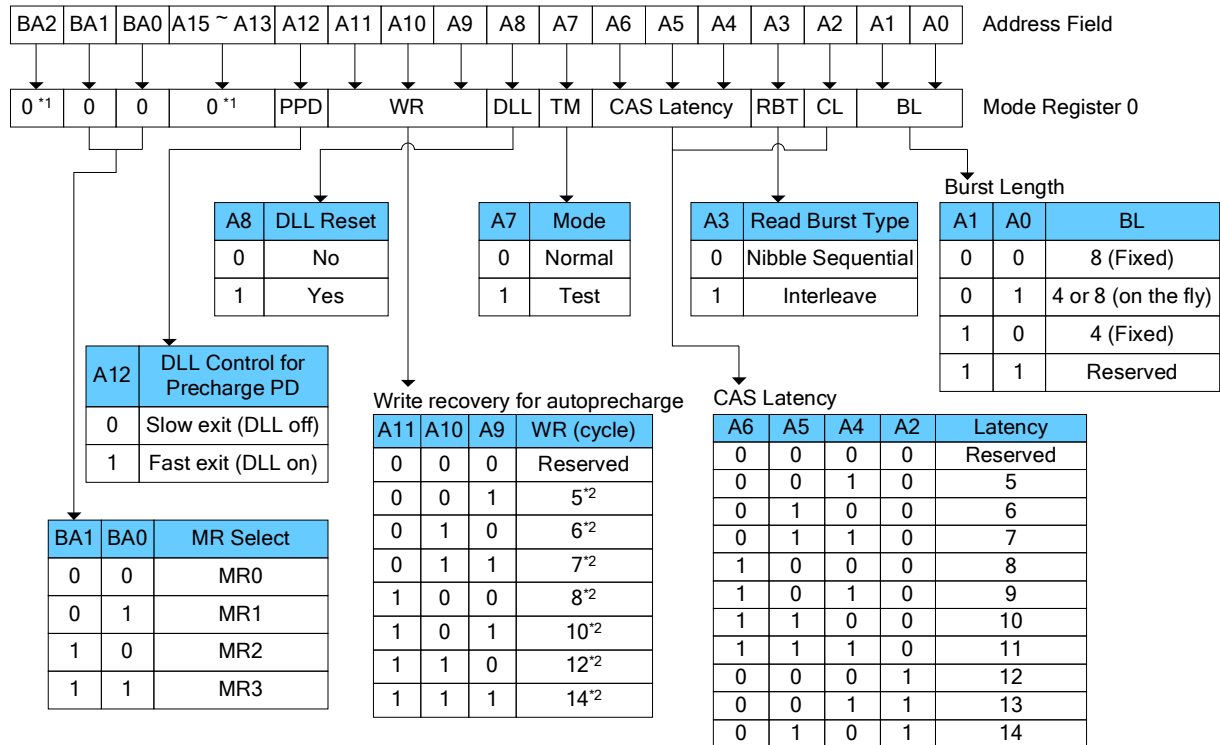 BA2 BA1 BA0 A15 ~ A13 A12 A11 A10 A9 A8 A7 A6 A5 A4 A3 A2 A1 A0 Address Field
0 *1 0 0 0 *1 PPD WR DLL TM CAS Latency RBT CL BL Mode Register 0
A8 DLL Reset
0 No
1 Yes
A7 Mode
0 Normal
1 Test
A3 Read Burst Type
0 Nibble Sequential
1 Interleave
Burst Length
A1 A0 BL
0 0 8 (Fixed)
0 1 4 or 8 (on the fly)
1 0 4 (Fixed)
1 1 Reserved
A12 DLL Control for
Precharge PD
0 Slow exit (DLL off)
1 Fast exit (DLL on)
BA1 BA0 MR Select
0 0 MR0
0 1 MR1
1 0 MR2
1 1 MR3
Write recovery for autoprecharge
A11 A10 A9 WR (cycle)
0 0 0 Reserved
0 0 1 5*2
0 1 0 6*2
0 1 1 7*2
1 0 0 8*2
1 0 1 10*2
1 1 0 12*2
1 1 1 14*2
CAS Latency
A6 A5 A4 A2 Latency
0 0 0 0 Reserved
0 0 1 0 5
0 1 0 0 6
0 1 1 0 7
1 0 0 0 8
1 0 1 0 9
1 1 0 0 10
1 1 1 0 11
0 0 0 1 12
0 0 1 1 13
0 1 0 1 14